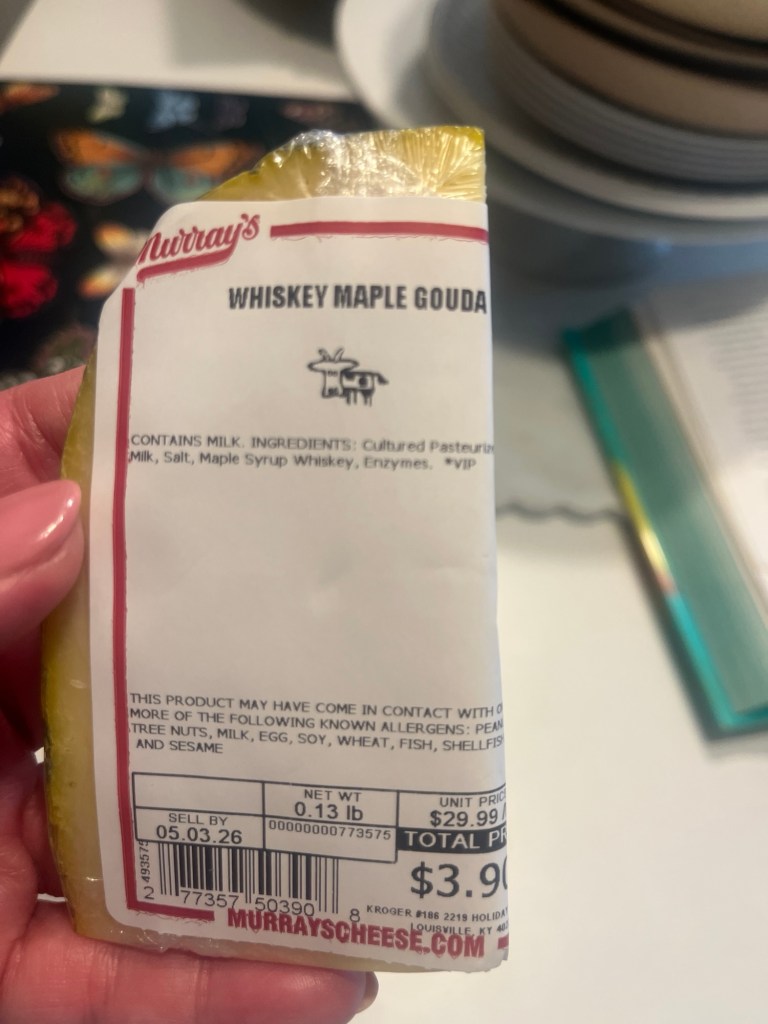 Murray's
WHISKEY MAPLE GOUDA
CONTAINS MILK. INGREDIENTS: Cultured Pasteuriz
Milk, Salt, Maple Syrup Whiskey, Enzymes. *VIP
THIS PRODUCT MAY HAVE COME IN CONTACT WITH O
MORE OF THE FOLLOWING KNOWN ALLERGENS: PEAN
TREE NUTS, MILK, EGG, SOY, WHEAT, FISH, SHELLFIS
AND SESAME
NET WT
0.13 lb
UNIT PRIC
$29.99 /
SELL BY
05.03.26
00000000773575
TOTAL PR
$3.90
493575
2 77357 50390 8
KROGER #186 2219 HOLIDA
LOUISVILLE, KY
MURRAYSCHEESE.COM